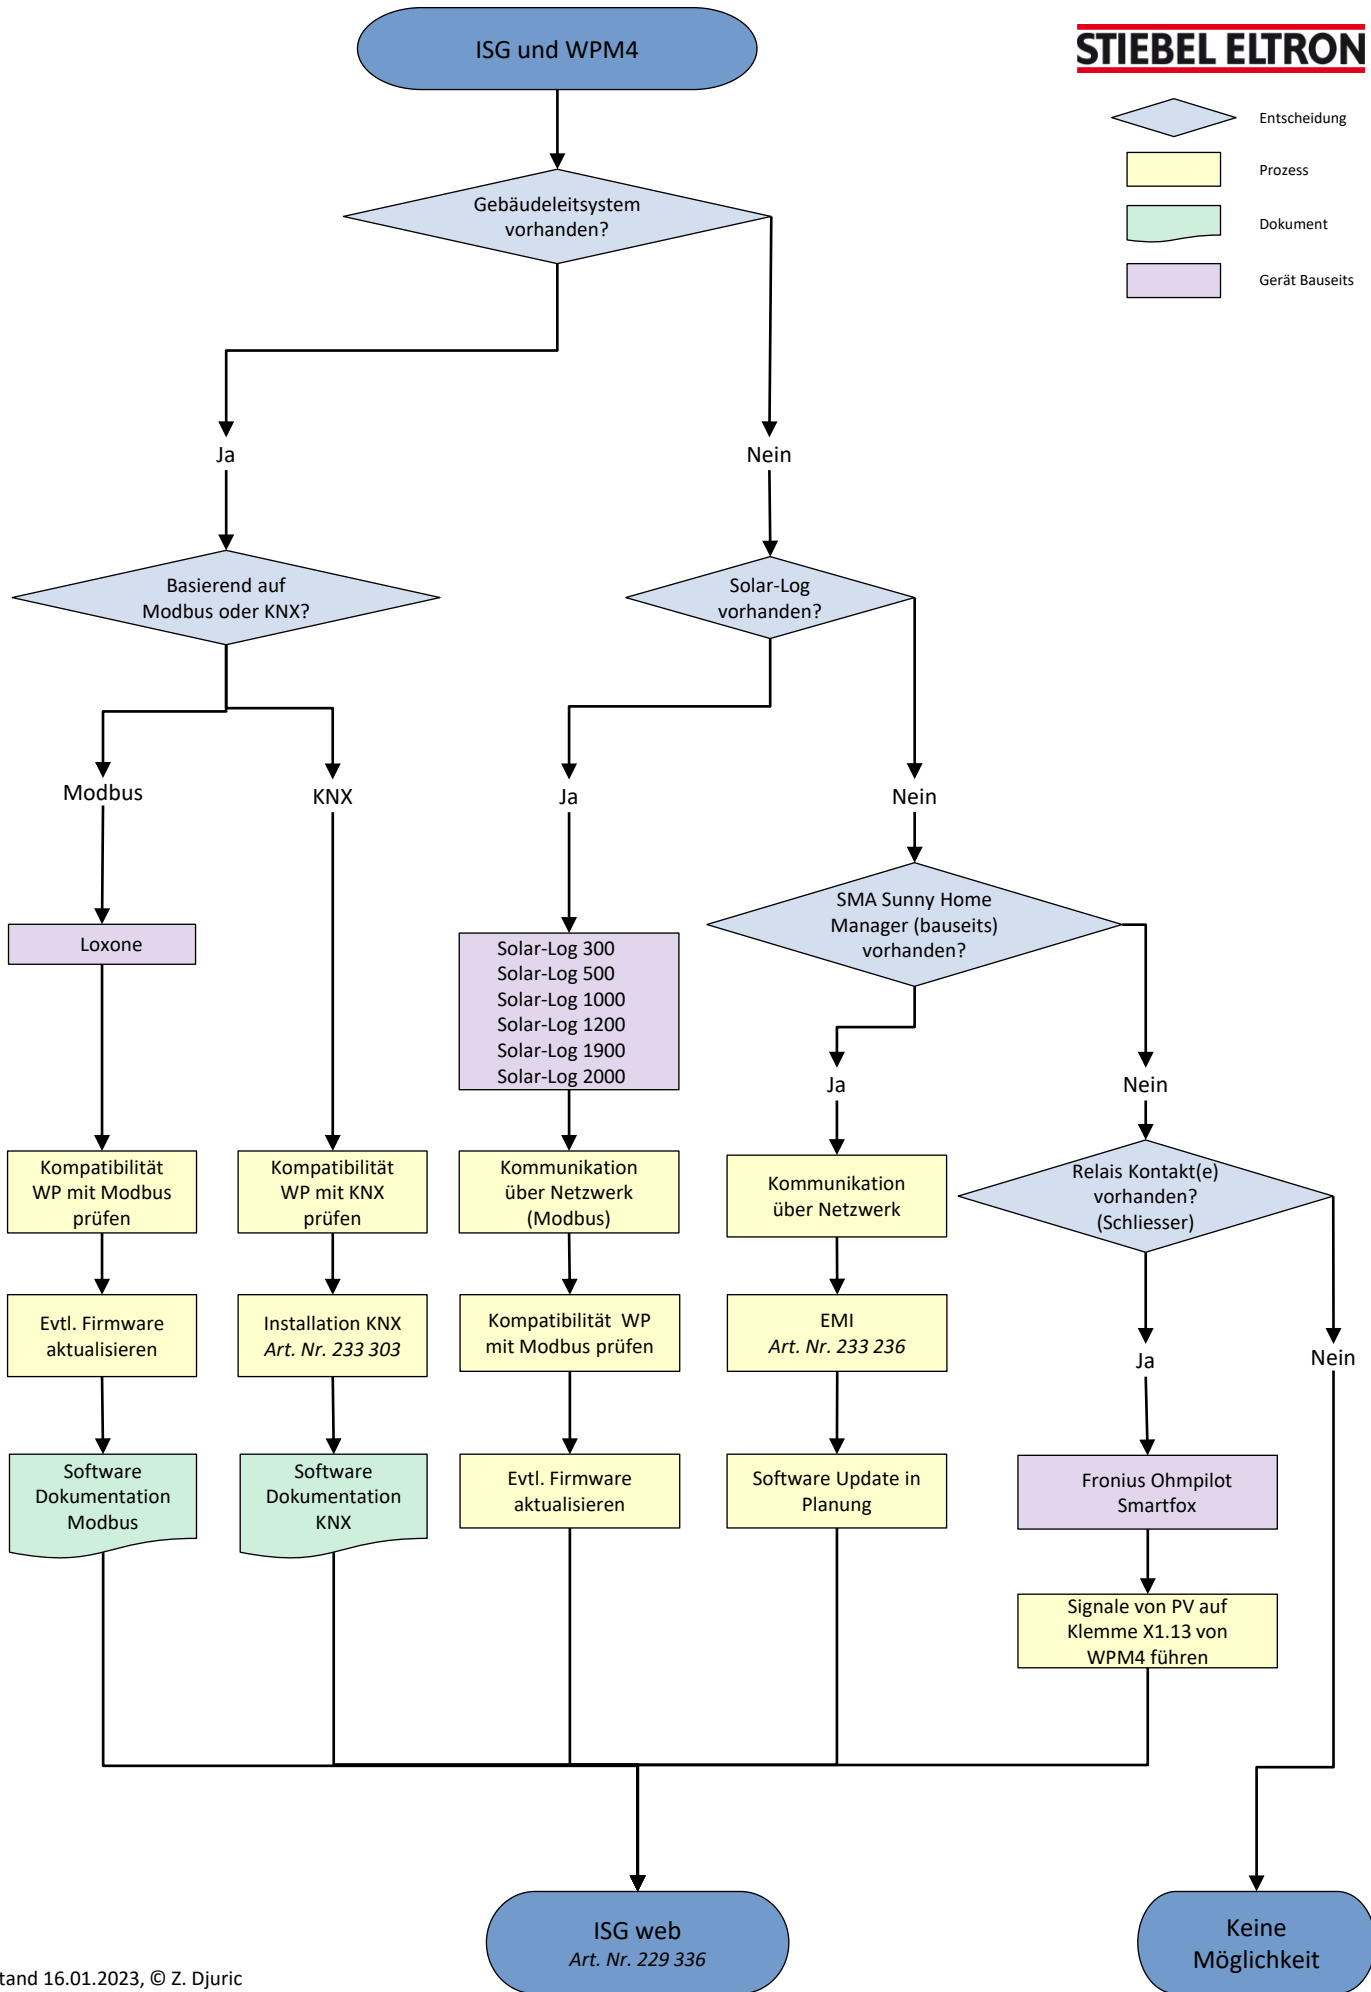 ISG und WPM4
STIEBEL ELTRON
Entscheidung
Prozess
Dokument
Gerät Bauseits
Gebäudeleitsystem
vorhanden?
Ja
Nein
Basierend auf
Modbus oder KNX?
Solar-Log
vorhanden?
Modbus
KNX
Ja
Nein
Loxone
Solar-Log 300
Solar-Log 500
Solar-Log 1000
Solar-Log 1200
Solar-Log 1900
Solar-Log 2000
SMA Sunny Home
Manager (bauseits)
vorhanden?
Ja
Nein
Kompatibilität
WP mit Modbus
prüfen
Kompatibilität
WP mit KNX
prüfen
Kommunikation
über Netzwerk
(Modbus)
Kommunikation
über Netzwerk
Relais Kontakt(e)
vorhanden?
(Schliesser)
Evtl. Firmware
aktualisieren
Installation KNX
Art. Nr. 233 303
Kompatibilität WP
mit Modbus prüfen
EMI
Art. Nr. 233 236
Ja
Nein
Software
Dokumentation
Modbus
Software
Dokumentation
KNX
Evtl. Firmware
aktualisieren
Software Update in
Planung
Fronius Ohmpilot
Smartfox
Signale von PV auf
Klemme X1.13 von
WPM4 führen
ISG web
Art. Nr. 229 336
Keine
Möglichkeit
tand 16.01.2023, © Z. Djuric